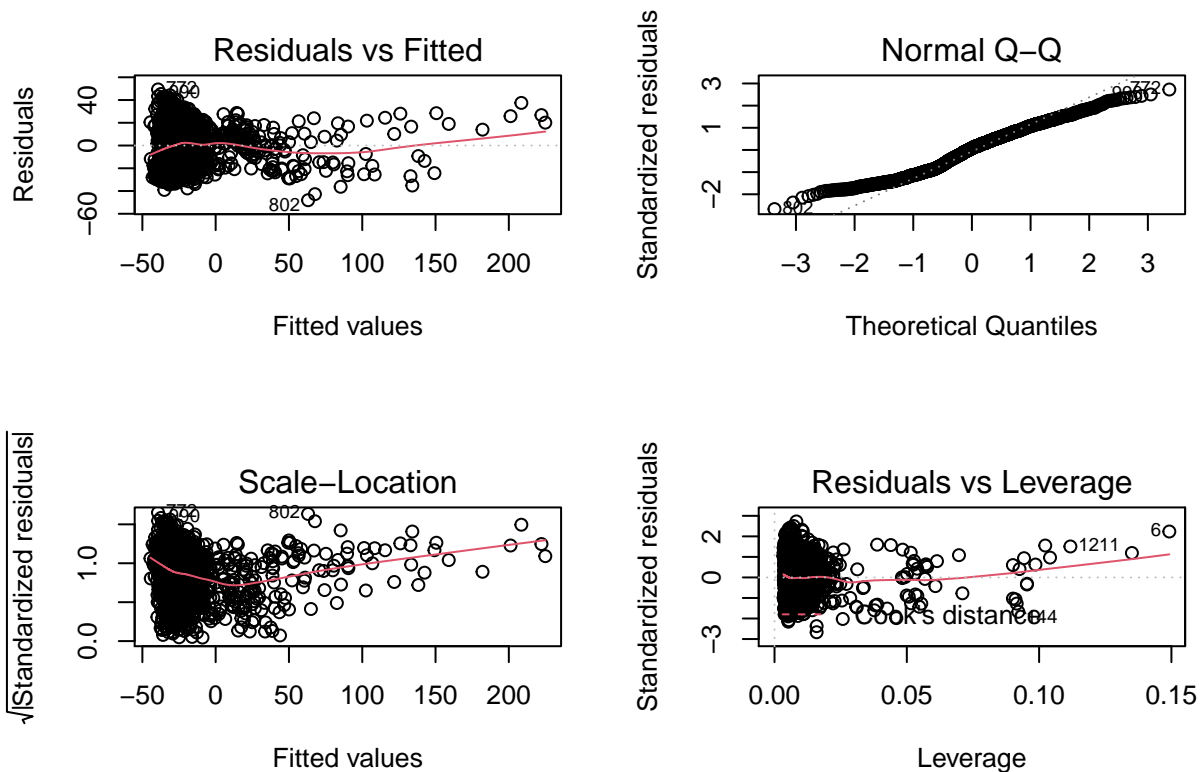 Residuals vs Fitted
Residuals
40
0
−60
772
802
−50 0 50 100 150 200
Fitted values
Normal Q−Q
Standardized residuals
3
1
−2
772
−3 −2 −1 0 1 2 3
Theoretical Quantiles
Scale−Location
√|Standardized residuals|
1.0
0.0
772
802
−50 0 50 100 150 200
Fitted values
Residuals vs Leverage
Standardized residuals
2
0
−3
6
1211
Cook's distance
0.00 0.05 0.10 0.15
Leverage